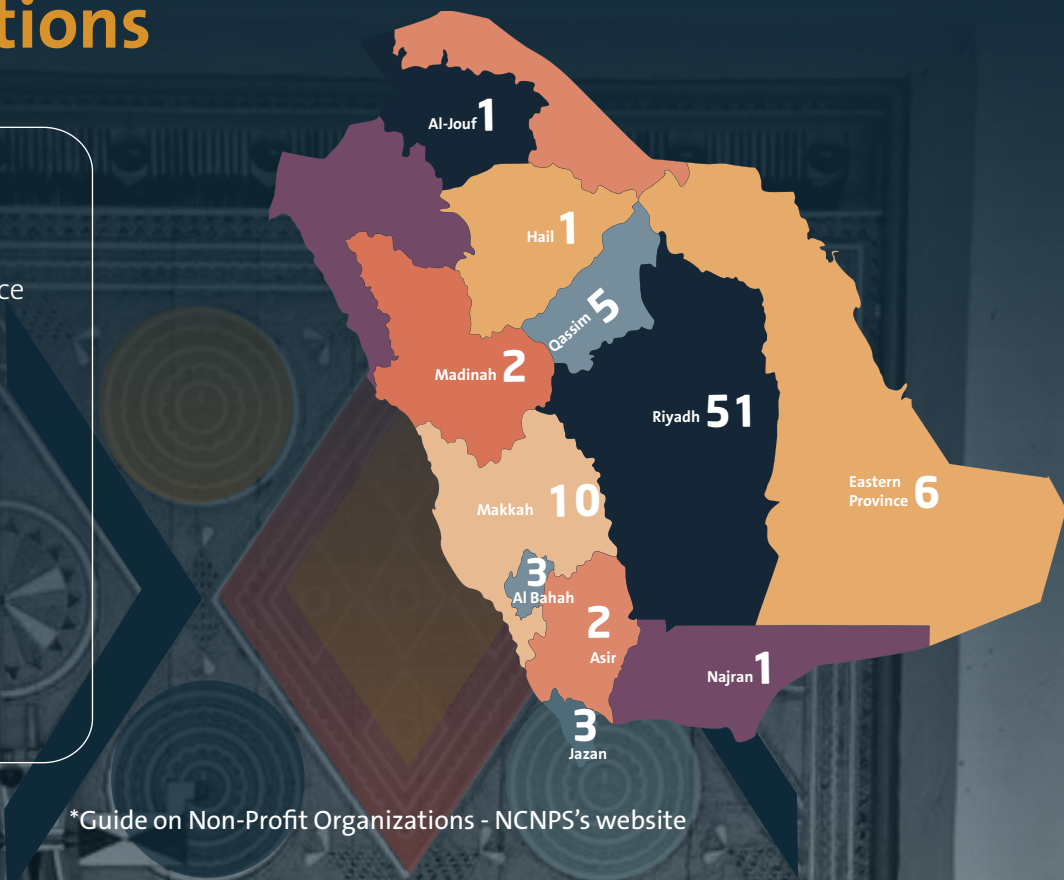 tions
ce
Al-Jouf 1
Hail 1
Qassim 5
Madinah 2
Riyadh 51
Eastern
Province 6
Makkah 10
3
Al Bahah
2
Asir
Najran 1
3
Jazan
*Guide on Non-Profit Organizations - NCNPS's website